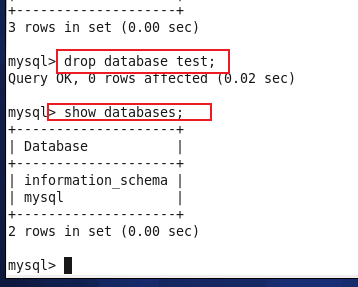 +--------------------+
3 rows in set (0.00 sec)
mysql> drop database test;
Query OK, 0 rows affected (0.02 sec)
mysql> show databases;
+--------------------+
| Database           |
+--------------------+
| information_schema |
| mysql              |
+--------------------+
2 rows in set (0.00 sec)
mysql>